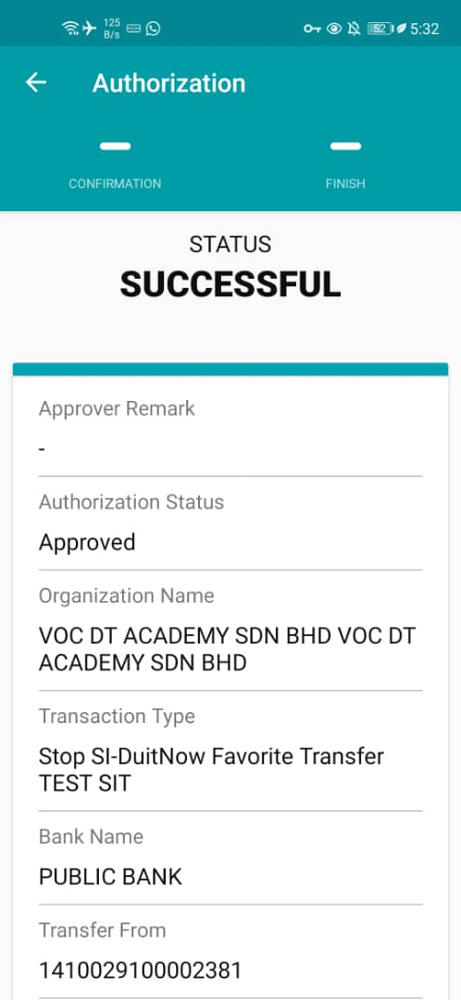 125
B/s
52
5:32
Authorization
CONFIRMATION
FINISH
STATUS
SUCCESSFUL
Approver Remark
-
Authorization Status
Approved
Organization Name
VOC DT ACADEMY SDN BHD VOC DT
ACADEMY SDN BHD
Transaction Type
Stop SI-DuitNow Favorite Transfer
TEST SIT
Bank Name
PUBLIC BANK
Transfer From
1410029100002381